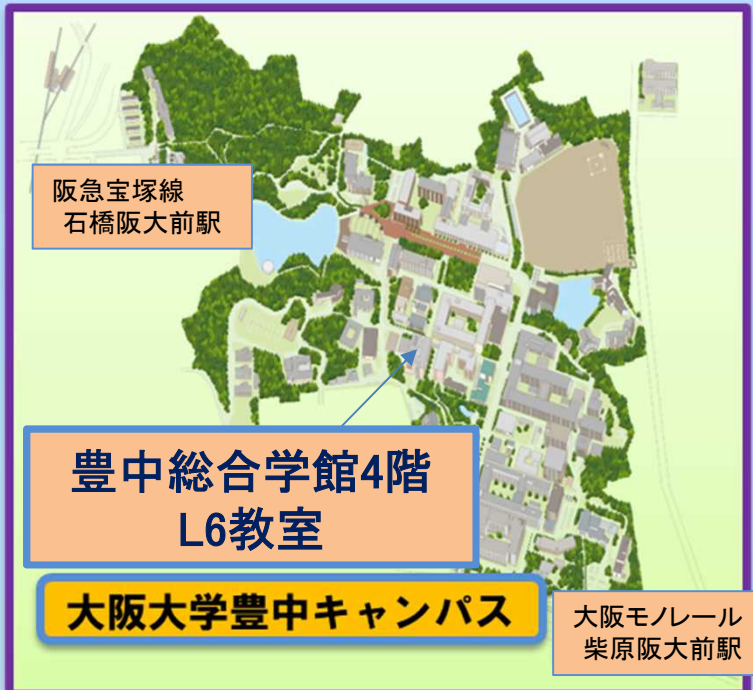 阪急宝塚線
石橋阪大前駅
豊中総合学館4階
L6教室
大阪大学豊中キャンパス
大阪モノレール
柴原阪大前駅